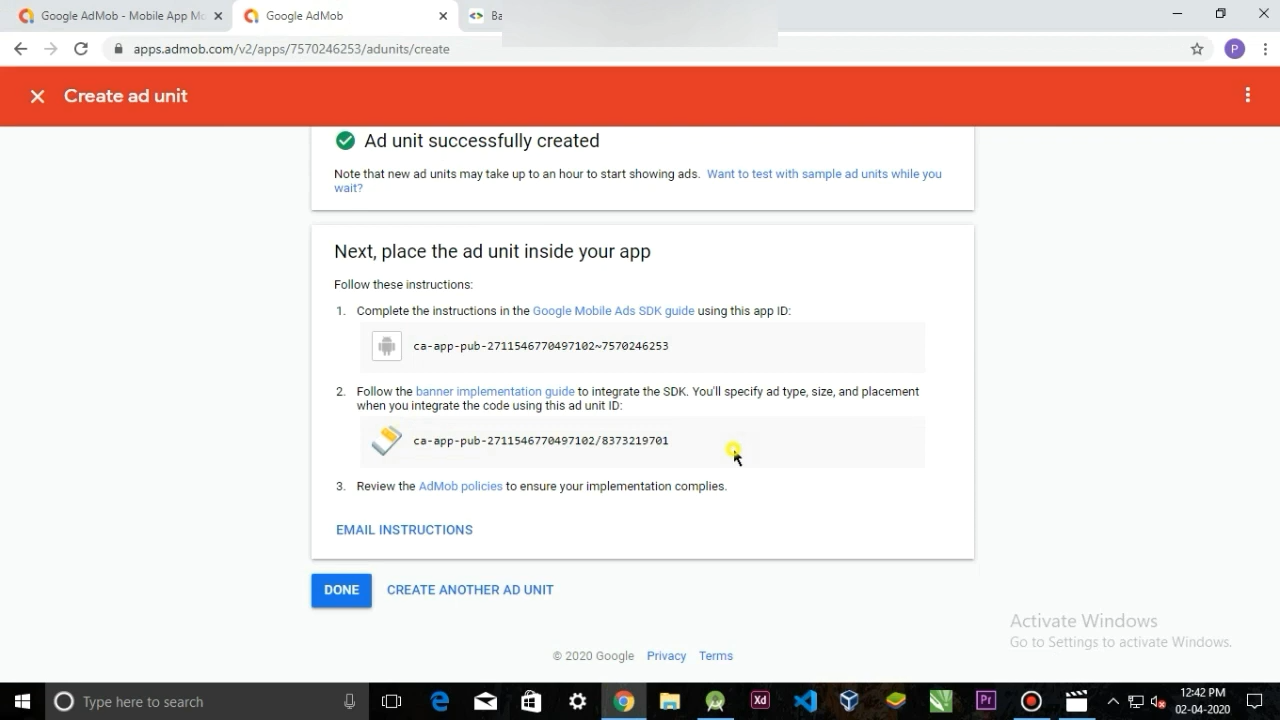 Google AdMob - Mobile App Mo
Google AdMob
Ba
apps.admob.com/v2/apps/7570246253/adunits/create
P
Create ad unit
Ad unit successfully created
Note that new ad units may take up to an hour to start showing ads. Want to test with sample ad units while you
wait?
Next, place the ad unit inside your app
Follow these instructions:
1. Complete the instructions in the Google Mobile Ads SDK guide using this app ID:
ca-app-pub-2711546770497102~7570246253
2. Follow the banner implementation guide to integrate the SDK. You'll specify ad type, size, and placement
when you integrate the code using this ad unit ID:
ca-app-pub-2711546770497102/8373219701
3. Review the AdMob policies to ensure your implementation complies.
EMAIL INSTRUCTIONS
DONE CREATE ANOTHER AD UNIT
Activate Windows
Go to Settings to activate Windows.
© 2020 Google Privacy Terms
Type here to search
Xd
Pr
12:42 PM
02-04-2020